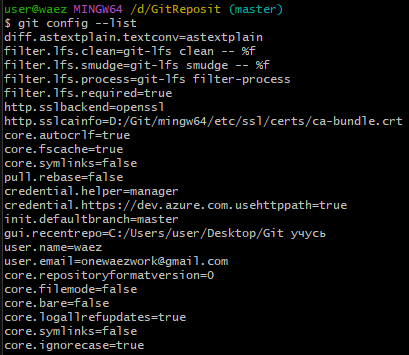 user@waez MINGW64 /d/GitReposit (master)
$ git config --list
diff.astextplain.textconv=astextplain
filter.lfs.clean=git-lfs clean -- %f
filter.lfs.smudge=git-lfs smudge -- %f
filter.lfs.process=git-lfs filter-process
filter.lfs.required=true
http.sslbackend=openssl
http.sslcainfo=D:/Git/mingw64/etc/ssl/certs/ca-bundle.crt
core.autocrlf=true
core.fscache=true
core.symlinks=false
pull.rebase=false
credential.helper=manager
credential.https://dev.azure.com.usehttppath=true
init.defaultbranch=master
gui.recentrepo=C:/Users/user/Desktop/Git учусь
user.name=waez
user.email=onewaezwork@gmail.com
core.repositoryformatversion=0
core.filemode=false
core.bare=false
core.logallrefupdates=true
core.symlinks=false
core.ignorecase=true